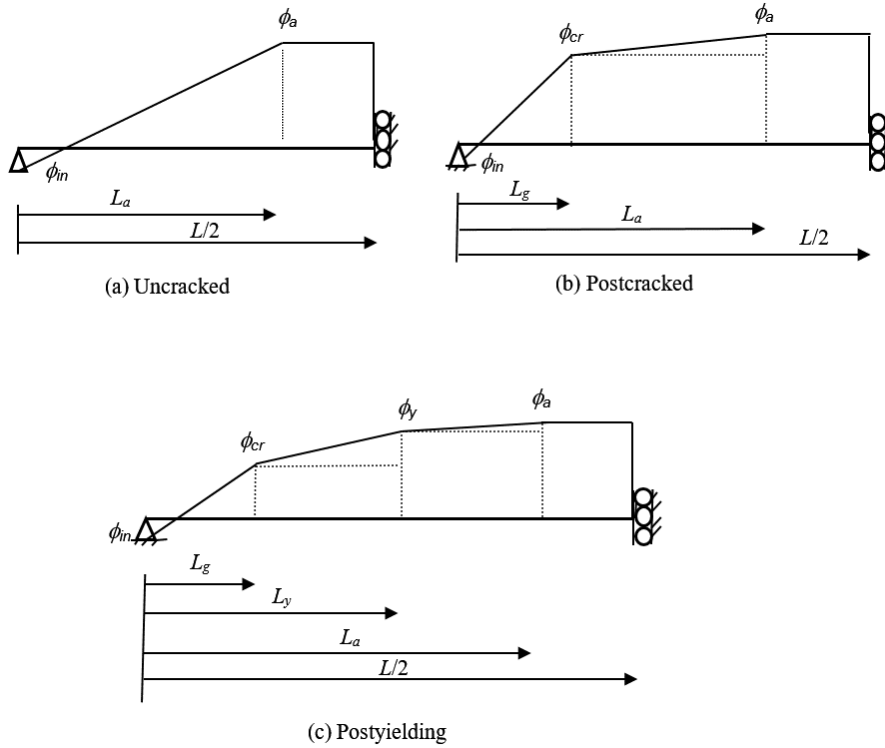 ϕa
ϕin
La
L/2
(a) Uncracked
ϕcr
ϕa
ϕin
Lg
La
L/2
(b) Postcracked
ϕcr
ϕy
ϕa
ϕin
Lg
Ly
La
L/2
(c) Postyielding